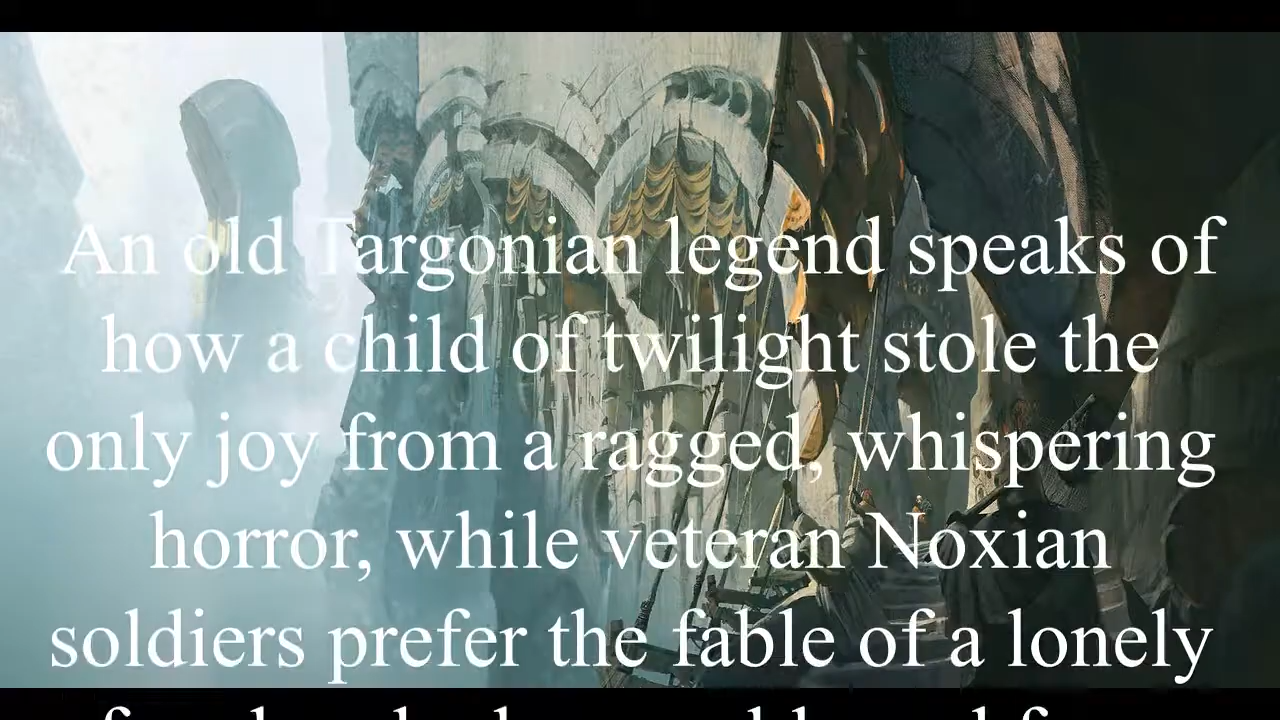 An old Targonian legend speaks of
how a child of twilight stole the
only joy from a ragged, whispering
horror, while veteran Noxian
soldiers prefer the fable of a lonely